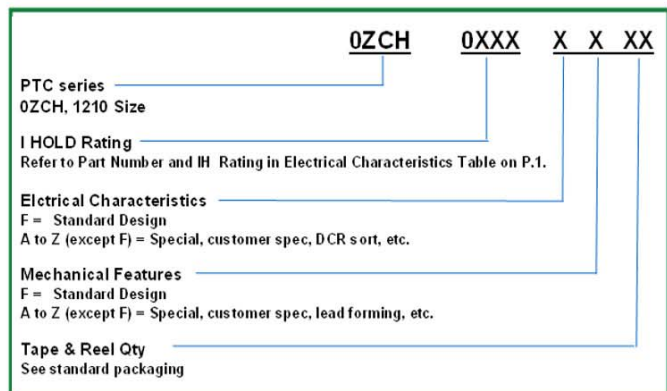 0ZCH 0XXX X X XX
PTC series
0ZCH, 1210 Size
I HOLD Rating
Refer to Part Number and IH Rating in Electrical Characteristics Table on P.1.
Elctrical Characteristics
F = Standard Design
A to Z (except F) = Special, customer spec, DCR sort, etc.
Mechanical Features
F = Standard Design
A to Z (except F) = Special, customer spec, lead forming, etc.
Tape & Reel Qty
See standard packaging